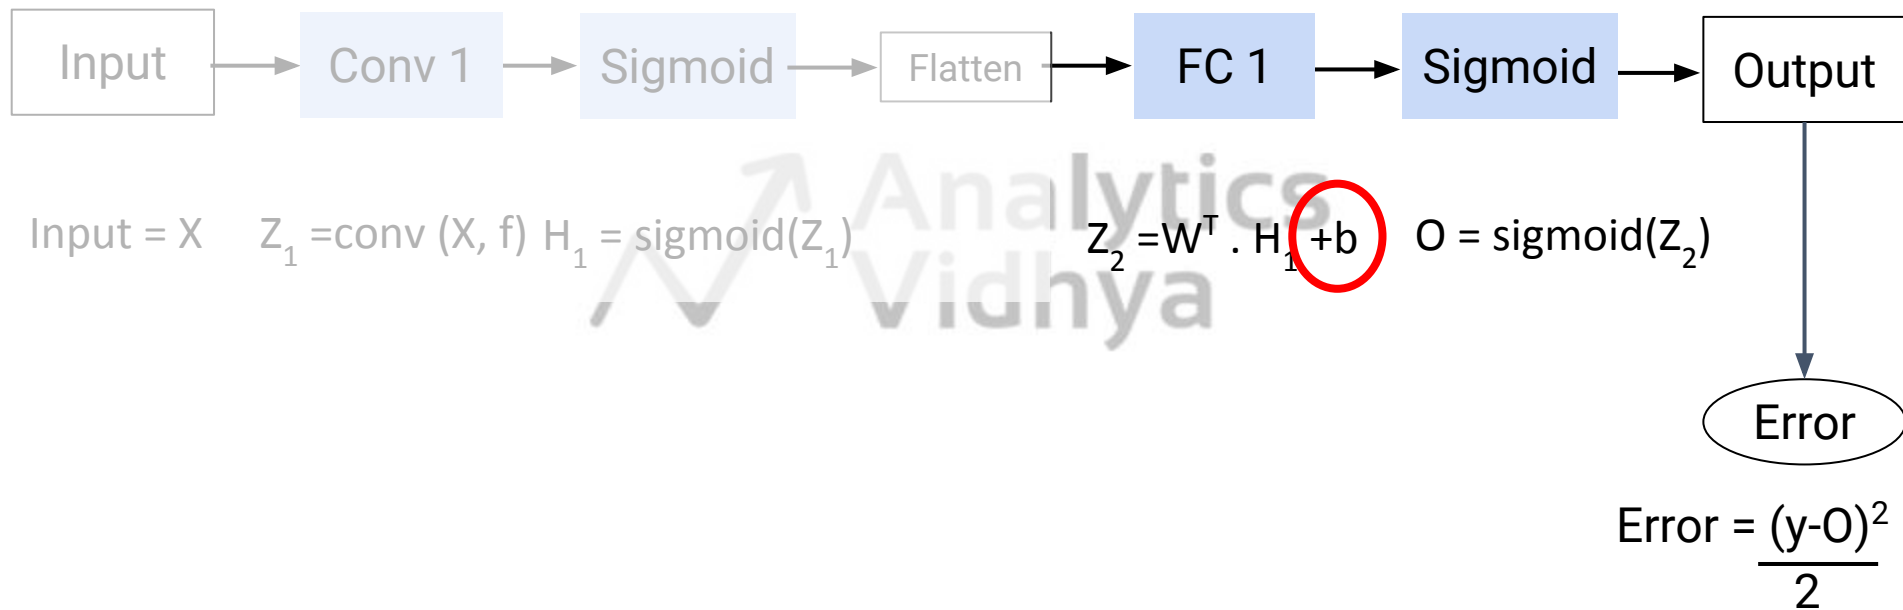 Input Conv 1 Sigmoid Flatten FC 1 Sigmoid Output
Analytics
Vidhya
Input = X Z₁ =conv (X, f) H₁ = sigmoid(Z₁) Z₂ =Wᵀ . H₁ +b O = sigmoid(Z₂)
Error
Error = (y-O)²
2